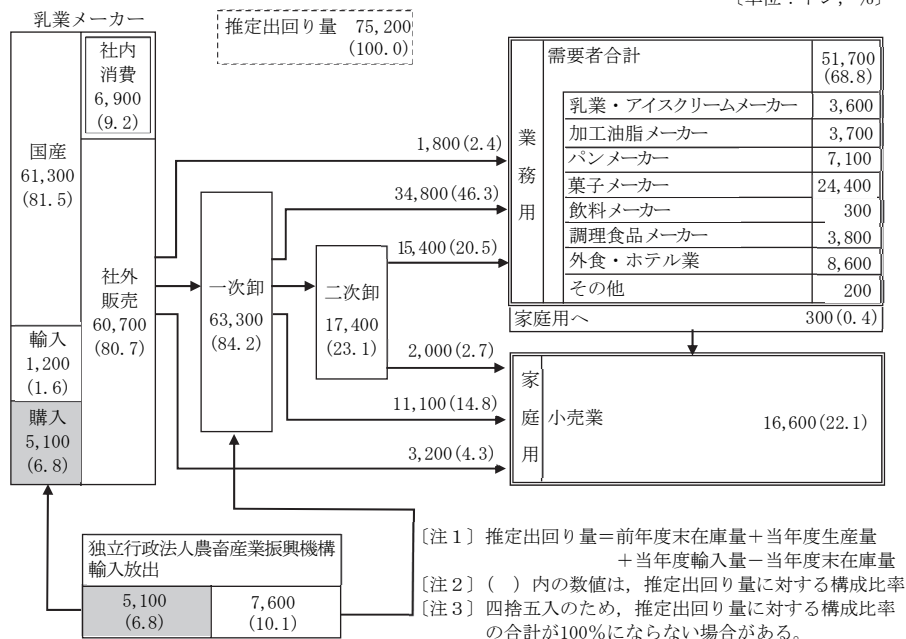 〔単位:トン,%〕
乳業メーカー
推定出回り量 75,200
(100.0)
社内
消費
6,900
(9.2)
国産
61,300
(81.5)
社外
販売
60,700
(80.7)
輸入
1,200
(1.6)
購入
5,100
(6.8)
一次卸
63,300
(84.2)
二次卸
17,400
(23.1)
1,800(2.4)
34,800(46.3)
15,400(20.5)
2,000(2.7)
11,100(14.8)
3,200(4.3)
業務用
需要者合計 51,700
(68.8)
乳業・アイスクリームメーカー 3,600
加工油脂メーカー 3,700
パンメーカー 7,100
菓子メーカー 24,400
飲料メーカー 300
調理食品メーカー 3,800
外食・ホテル業 8,600
その他 200
家庭用へ 300(0.4)
家庭用
小売業 16,600(22.1)
独立行政法人農畜産業振興機構
輸入放出
5,100 7,600
(6.8) (10.1)
〔注1〕推定出回り量=前年度末在庫量+当年度生産量
+当年度輸入量-当年度末在庫量
〔注2〕( )内の数値は,推定出回り量に対する構成比率
〔注3〕四捨五入のため,推定出回り量に対する構成比率
の合計が100%にならない場合がある。